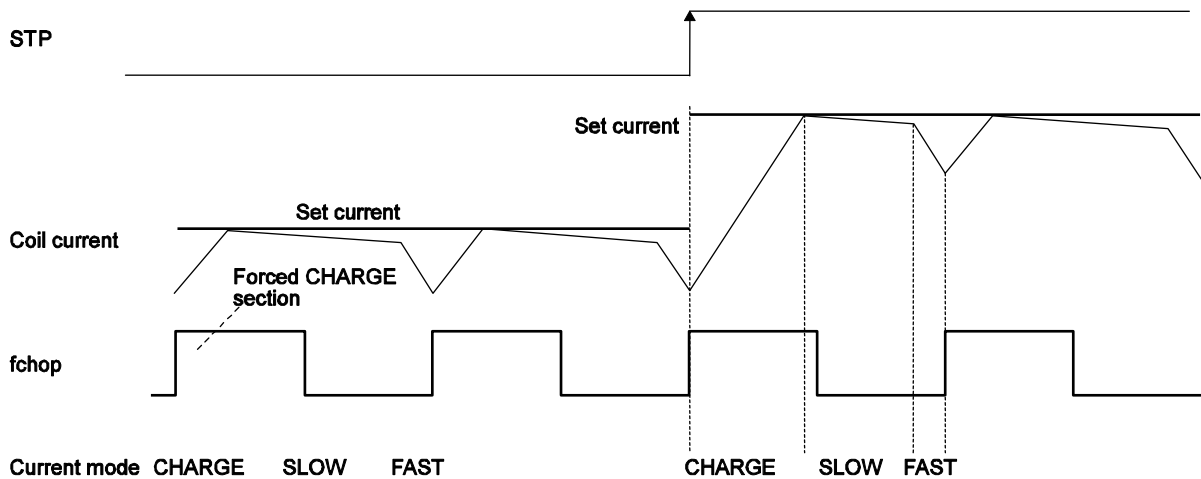 STP
Set current
Set current
Coil current
Forced CHARGE
section
fchop
Current mode CHARGE SLOW FAST CHARGE SLOW FAST